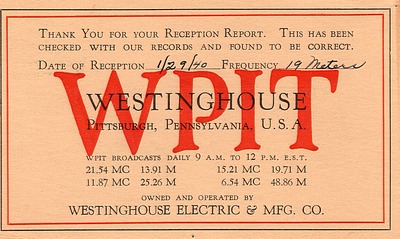 THANK YOU FOR YOUR RECEPTION REPORT. THIS HAS BEEN
CHECKED WITH OUR RECORDS AND FOUND TO BE CORRECT.
DATE OF RECEPTION 1/29/40 FREQUENCY 19 Meters
WPIT
WESTINGHOUSE
PITTSBURGH, PENNSYLVANIA, U.S.A.
WPIT BROADCASTS DAILY 9 A.M. TO 12 P.M. E.S.T.
21.54 MC 13.91 M 15.21 MC 19.71 M
11.87 MC 25.26 M 6.54 MC 48.86 M
OWNED AND OPERATED BY
WESTINGHOUSE ELECTRIC & MFG. CO.